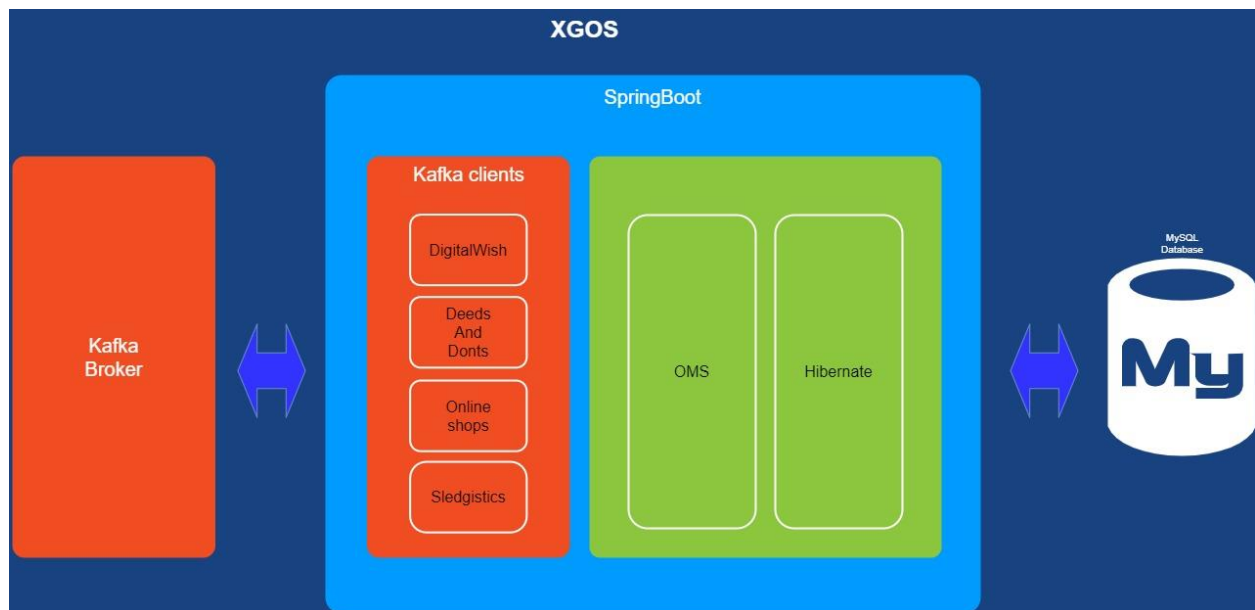 XGOS
SpringBoot
Kafka
Broker
Kafka clients
DigitalWish
Deeds
And
Donts
Online
shops
Sledgistics
OMS
Hibernate
MySQL
Database
My